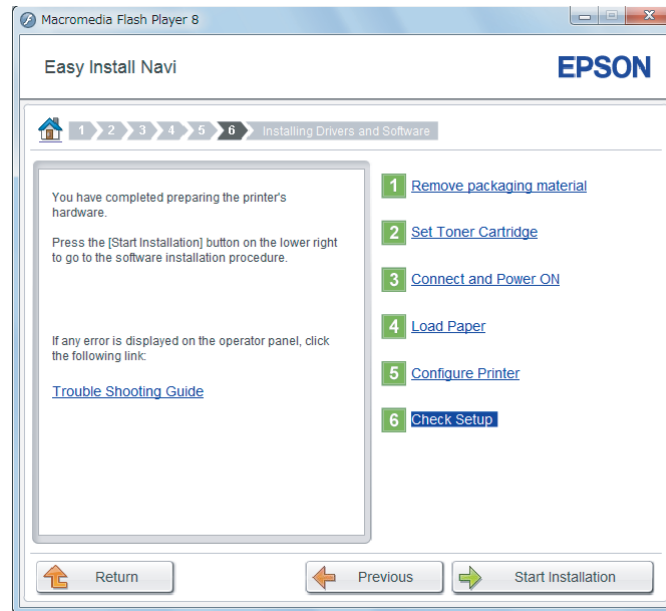 Macromedia Flash Player 8
Easy Install Navi
EPSON
1 2 3 4 5 6 Installing Drivers and Software
You have completed preparing the printer's
hardware.
Press the [Start Installation] button on the lower right
to go to the software installation procedure.
If any error is displayed on the operator panel, click
the following link:
Trouble Shooting Guide
1 Remove packaging material
2 Set Toner Cartridge
3 Connect and Power ON
4 Load Paper
5 Configure Printer
6 Check Setup
Return
Previous
Start Installation